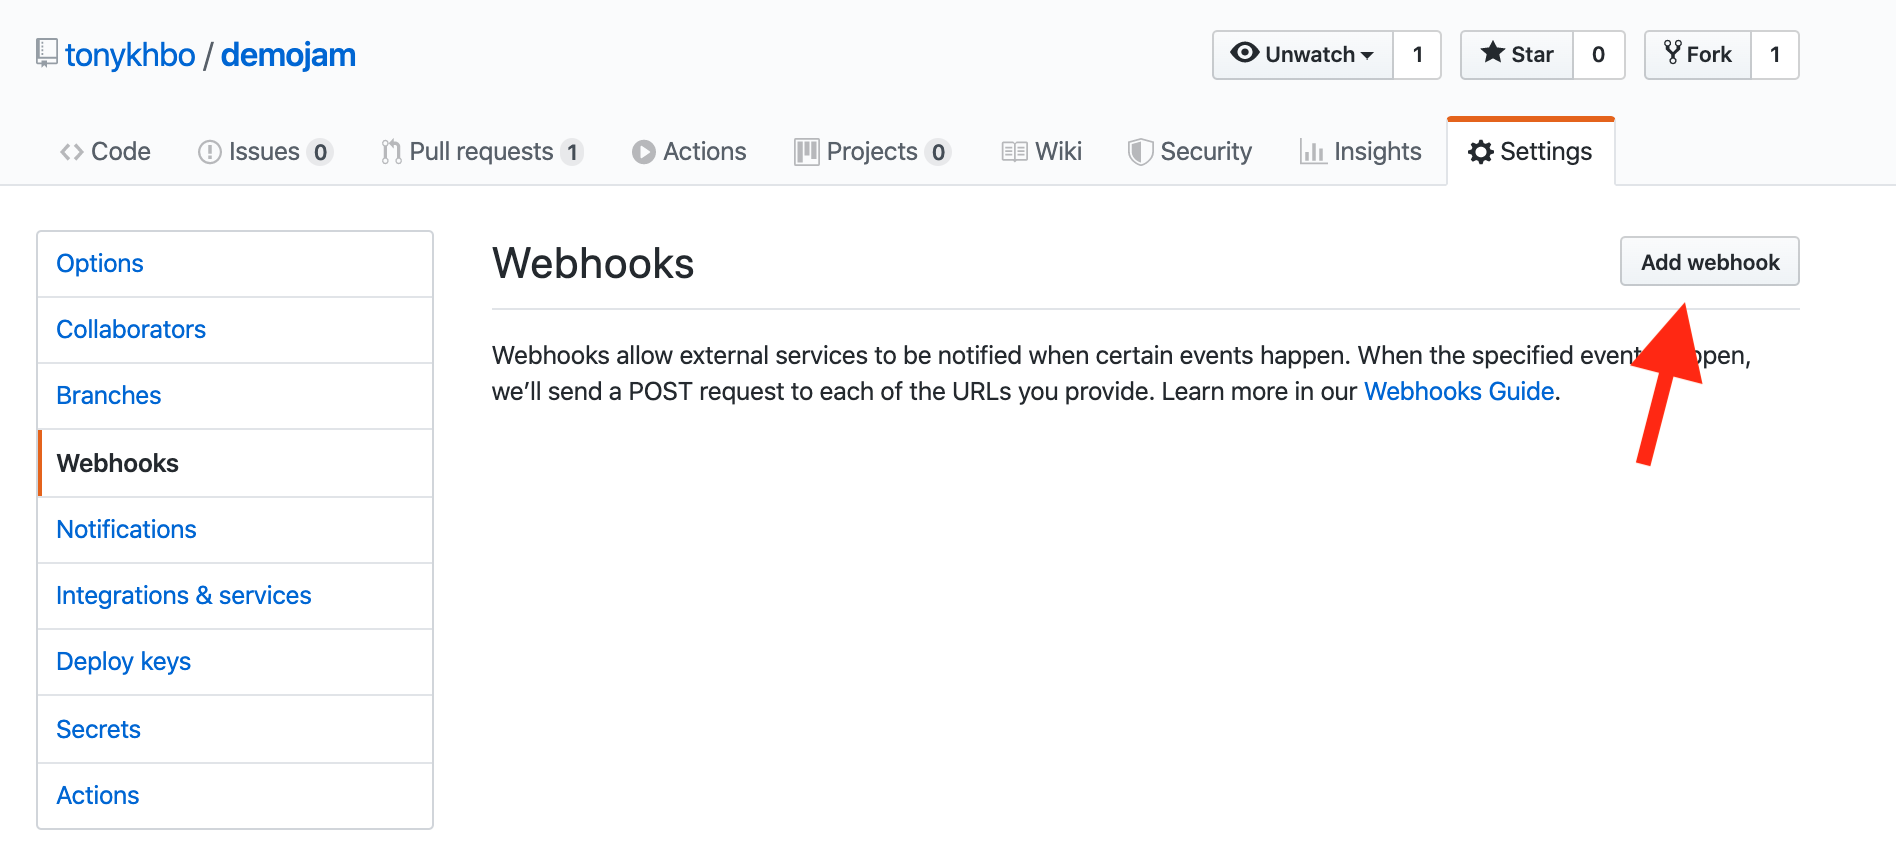 tonykhbo / demojam
Unwatch 1 Star 0 Fork 1
Code Issues 0 Pull requests 1 Actions Projects 0 Wiki Security Insights Settings
Options
Collaborators
Branches
Webhooks
Notifications
Integrations & services
Deploy keys
Secrets
Actions
Webhooks
Add webhook
Webhooks allow external services to be notified when certain events happen. When the specified events happen,
we’ll send a POST request to each of the URLs you provide. Learn more in our Webhooks Guide.